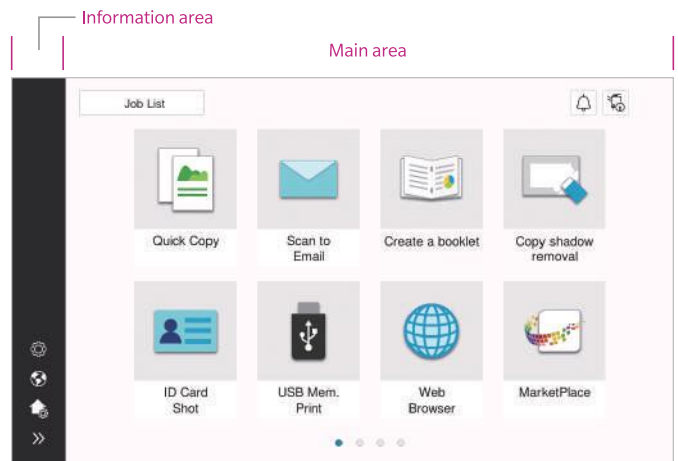 Information area
Main area
Job List
Quick Copy
Scan to
Email
Create a booklet
Copy shadow
removal
ID Card
Shot
USB Mem.
Print
Web
Browser
MarketPlace